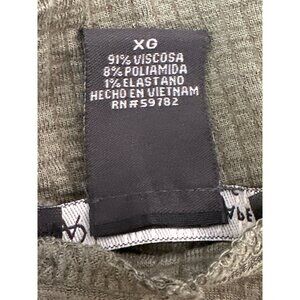 XG
91% VISCOSA
8% POLIAMIDA
1% ELASTANO
HECHO EN VIETNAM
RN# 59782